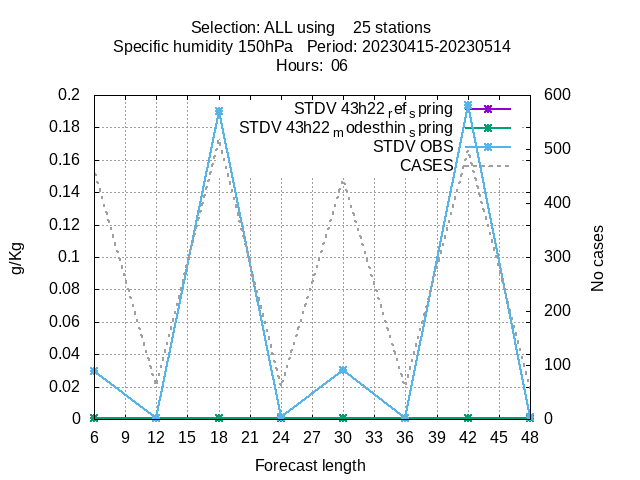 Selection: ALL using    25 stations
Specific humidity 150hPa   Period: 20230415-20230514
Hours:  06
STDV 43h22_ref_spring
STDV 43h22_modesthin_spring
STDV OBS
CASES
0.2
0.18
0.16
0.14
0.12
0.1
0.08
0.06
0.04
0.02
0
g/Kg
600
500
400
300
200
100
0
No cases
6 9 12 15 18 21 24 27 30 33 36 39 42 45 48
Forecast length